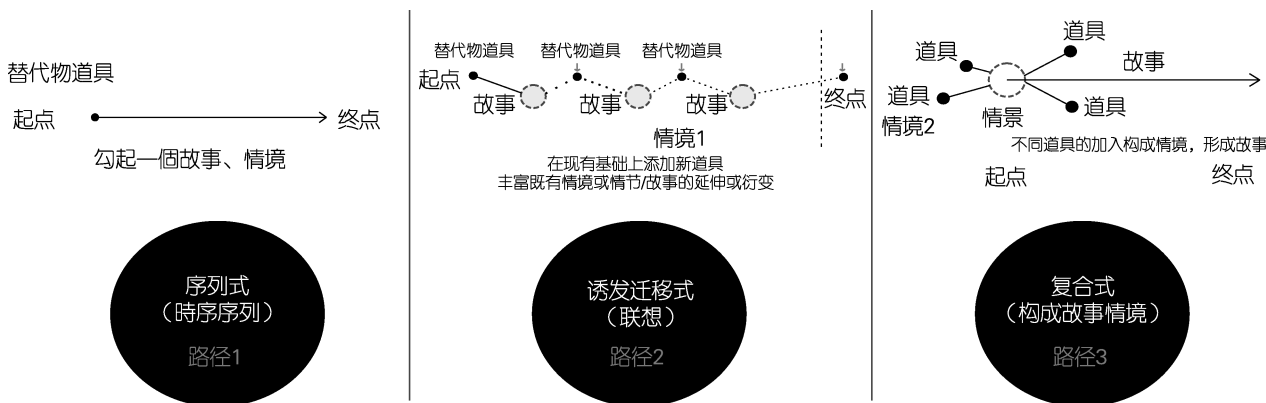 替代物道具
起点
终点
勾起一個故事、情境
序列式
（時序序列）
路径1
替代物道具
替代物道具
替代物道具
起点
故事
故事
故事
终点
情境1
在现有基础上添加新道具
丰富既有情境或情节/故事的延伸或衍变
诱发迁移式
（联想）
路径2
道具
道具
故事
道具
道具
情境2
情景
不同道具的加入构成情境，形成故事
起点
终点
复合式
（构成故事情境）
路径3